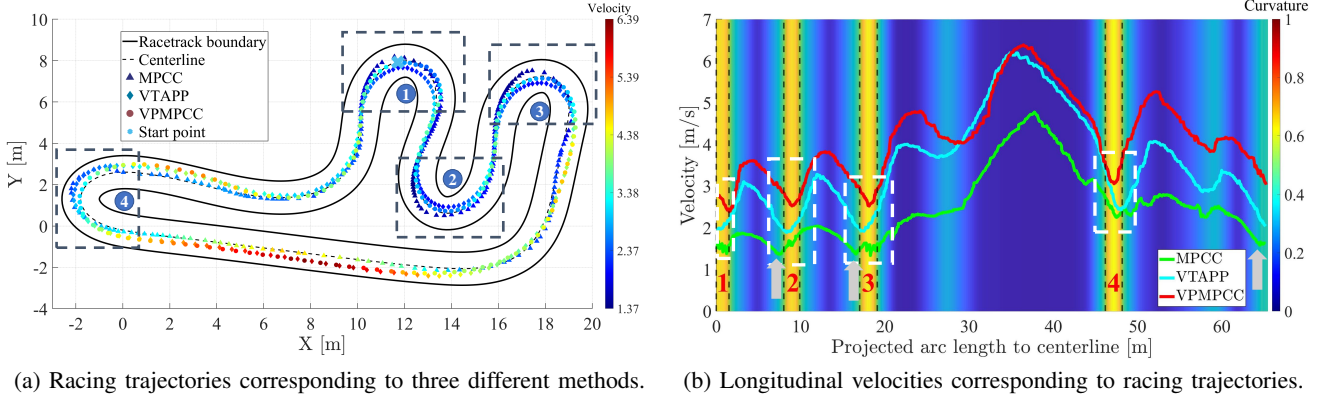 Velocity
6.39
5.39
4.38
3.38
2.37
1.37
10
8
6
4
2
0
-2
-4
Y [m]
Racetrack boundary
Centerline
MPCC
VTAPP
VPMPCC
Start point
1
2
3
4
-2 0 2 4 6 8 10 12 14 16 18 20
X [m]
(a) Racing trajectories corresponding to three different methods.
Curvature
1
0.8
0.6
0.4
0.2
0
7
6
5
4
3
2
1
0
Velocity [m/s]
1 2 3 4
MPCC
VTAPP
VPMPCC
0 10 20 30 40 50 60
Projected arc length to centerline [m]
(b) Longitudinal velocities corresponding to racing trajectories.